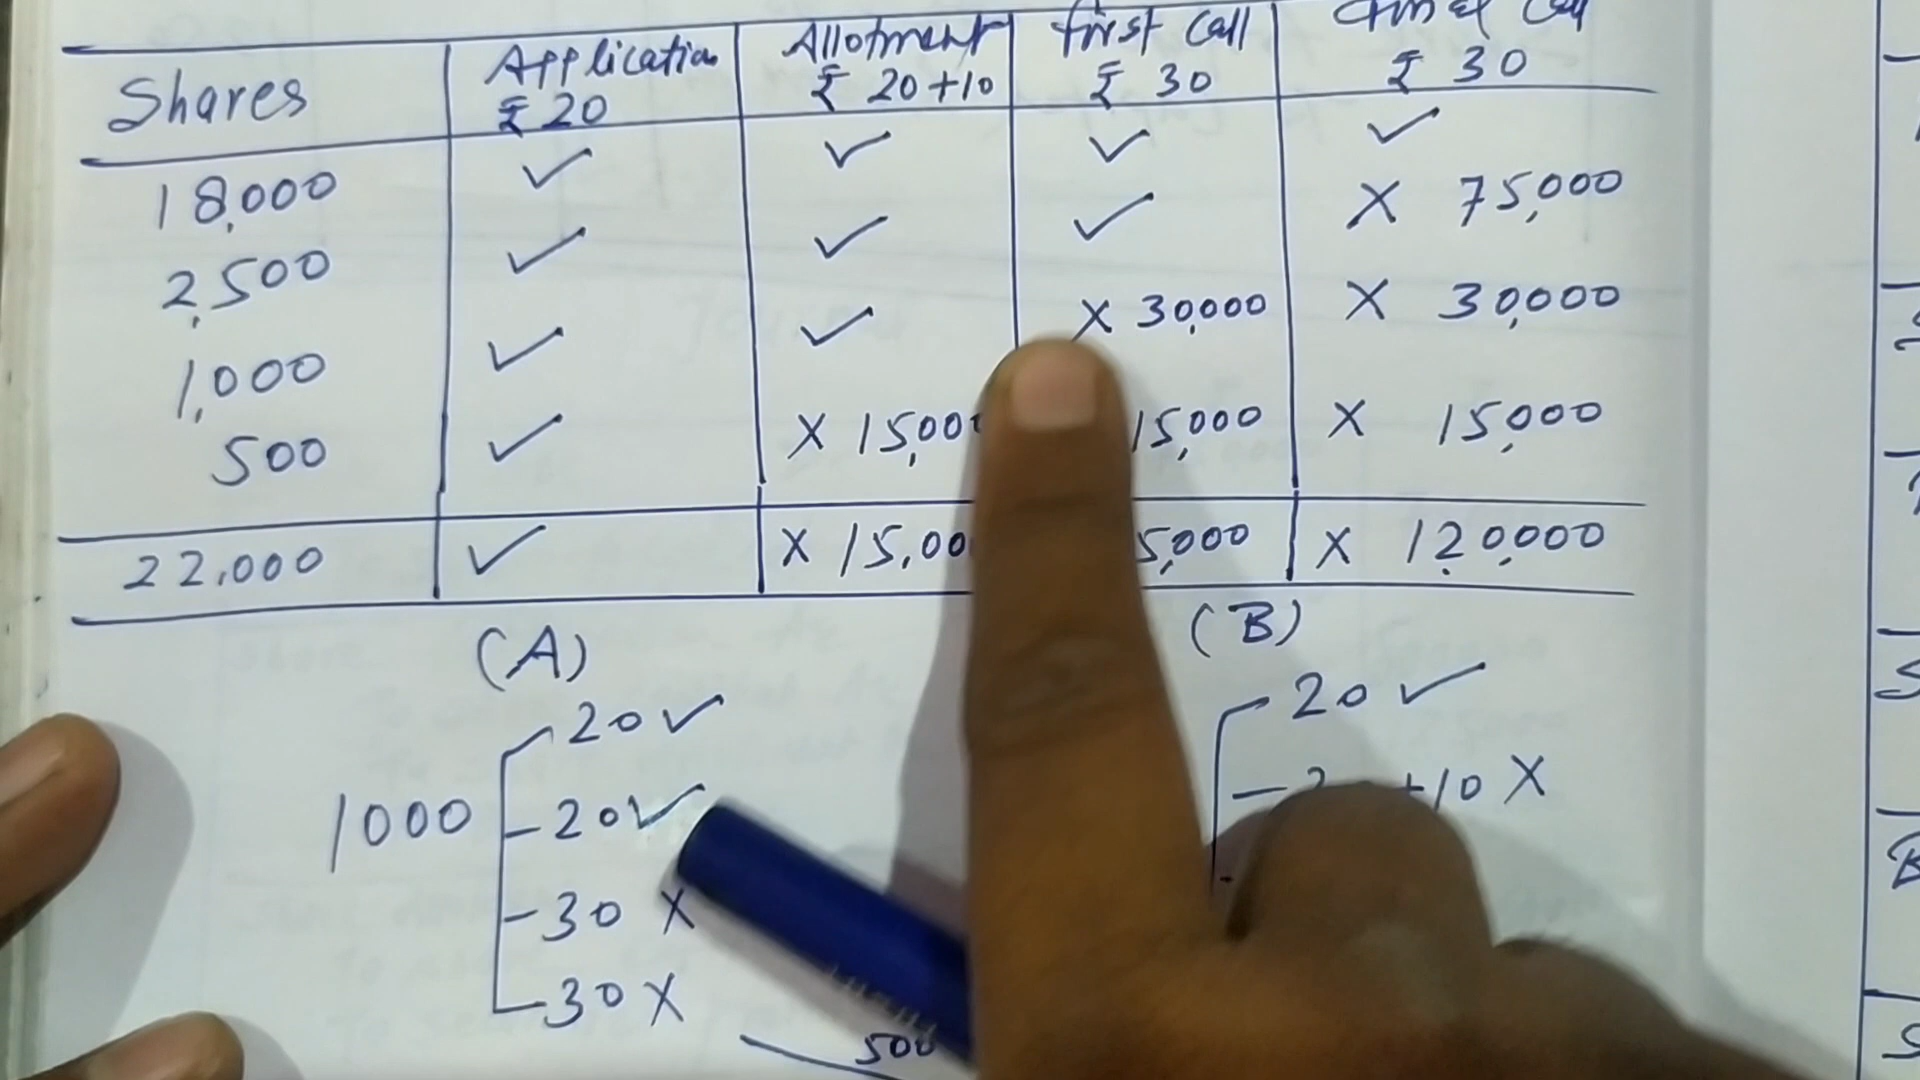 Shares | Application ₹ 20 | Allotment ₹ 20+10 | first Call ₹ 30 | ₹ 30
18,000 | ✓ | ✓ | ✓ | ✓
2,500 | ✓ | ✓ | ✓ | X 75,000
1,000 | ✓ | ✓ | X 30,000 | X 30,000
500 | ✓ | X 15,000 | 15,000 | X 15,000
22,000 | ✓ | X 15,00 | 5,000 | X 120,000
(A)
1000
20 ✓
20 ✓
30 X
30 X
500
(B)
20 ✓
+10 X